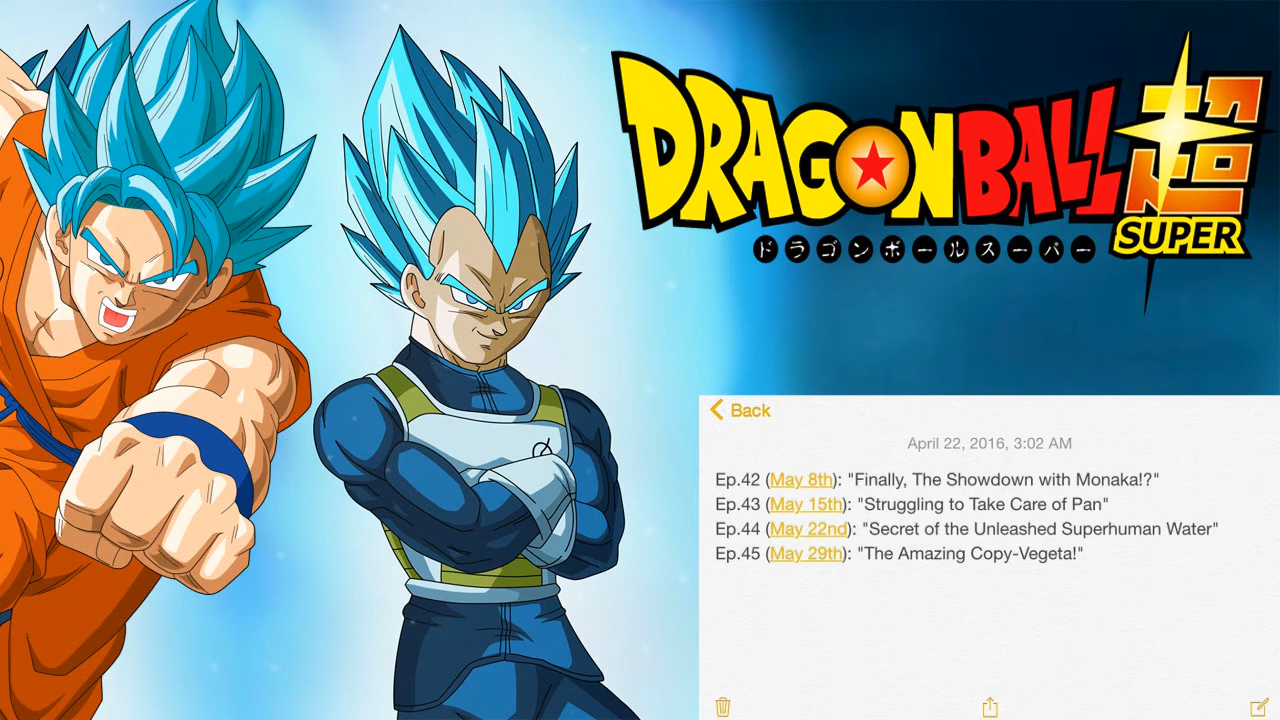 DRAGONBALL超
SUPER
ドラゴンボールスーパー
Back
April 22, 2016, 3:02 AM
Ep.42 (May 8th): "Finally, The Showdown with Monaka!?"
Ep.43 (May 15th): "Struggling to Take Care of Pan"
Ep.44 (May 22nd): "Secret of the Unleashed Superhuman Water"
Ep.45 (May 29th): "The Amazing Copy-Vegeta!"